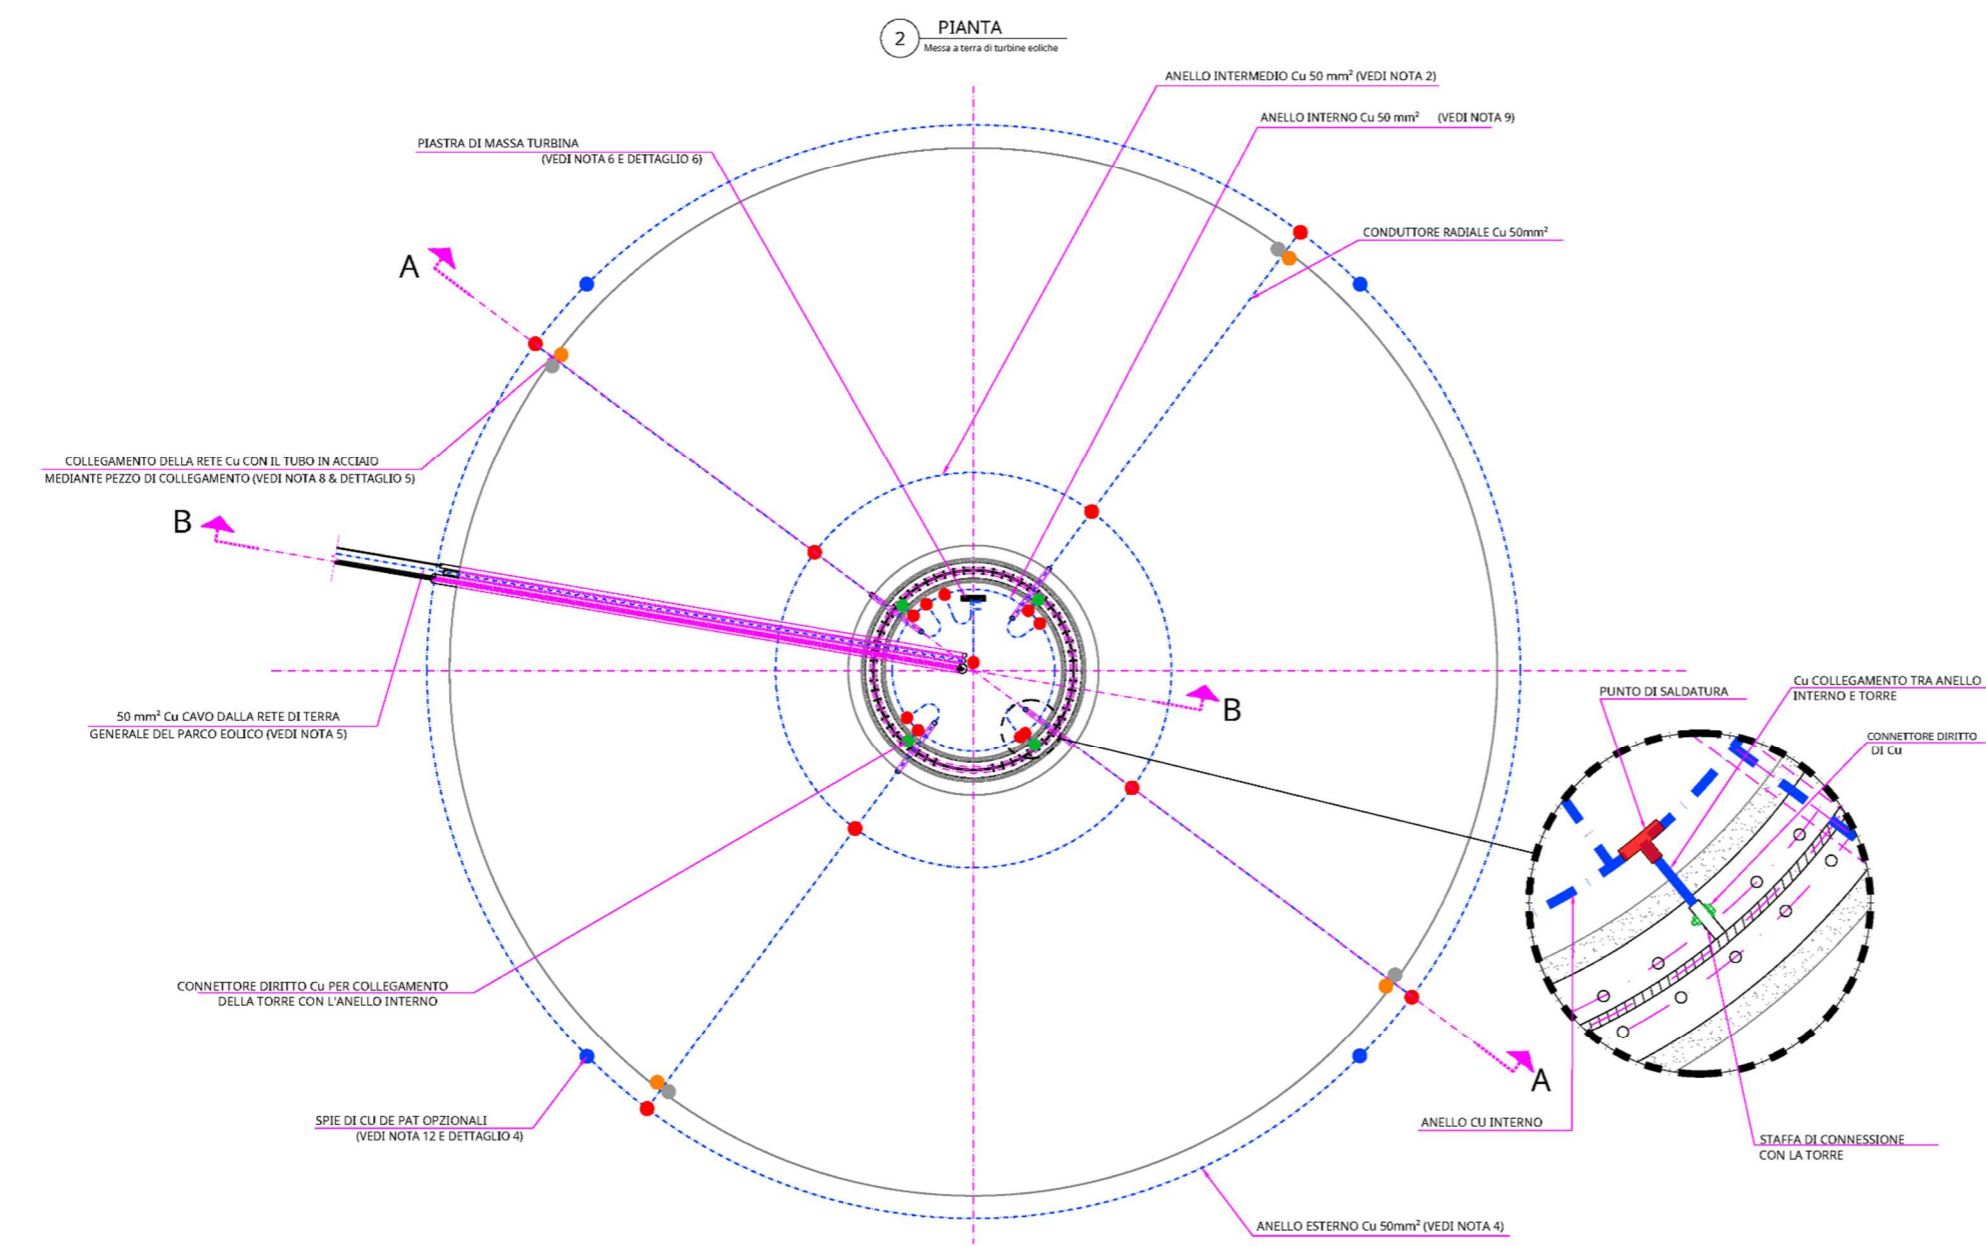 2
PIANTA
Messa a terra di turbine eoliche
ANELLO INTERMEDIO Cu 50 mm² (VEDI NOTA 2)
ANELLO INTERNO Cu 50 mm² (VEDI NOTA 9)
PIASTRA DI MASSA TURBINA
(VEDI NOTA 6 E DETTAGLIO 6)
CONDUTTORE RADIALE Cu 50mm²
A
COLLEGAMENTO DELLA RETE Cu CON IL TUBO IN ACCIAIO
MEDIANTE PEZZO DI COLLEGAMENTO (VEDI NOTA 8 & DETTAGLIO 5)
B
50 mm² Cu CAVO DALLA RETE DI TERRA
GENERALE DEL PARCO EOLICO (VEDI NOTA 5)
B
PUNTO DI SALDATURA
Cu COLLEGAMENTO TRA ANELLO
INTERNO E TORRE
CONNETTORE DIRITTO
DI Cu
CONNETTORE DIRITTO Cu PER COLLEGAMENTO
DELLA TORRE CON L'ANELLO INTERNO
A
SPIE DI CU DE PAT OPZIONALI
(VEDI NOTA 12 E DETTAGLIO 4)
ANELLO CU INTERNO
STAFFA DI CONNESSIONE
CON LA TORRE
ANELLO ESTERNO Cu 50mm² (VEDI NOTA 4)